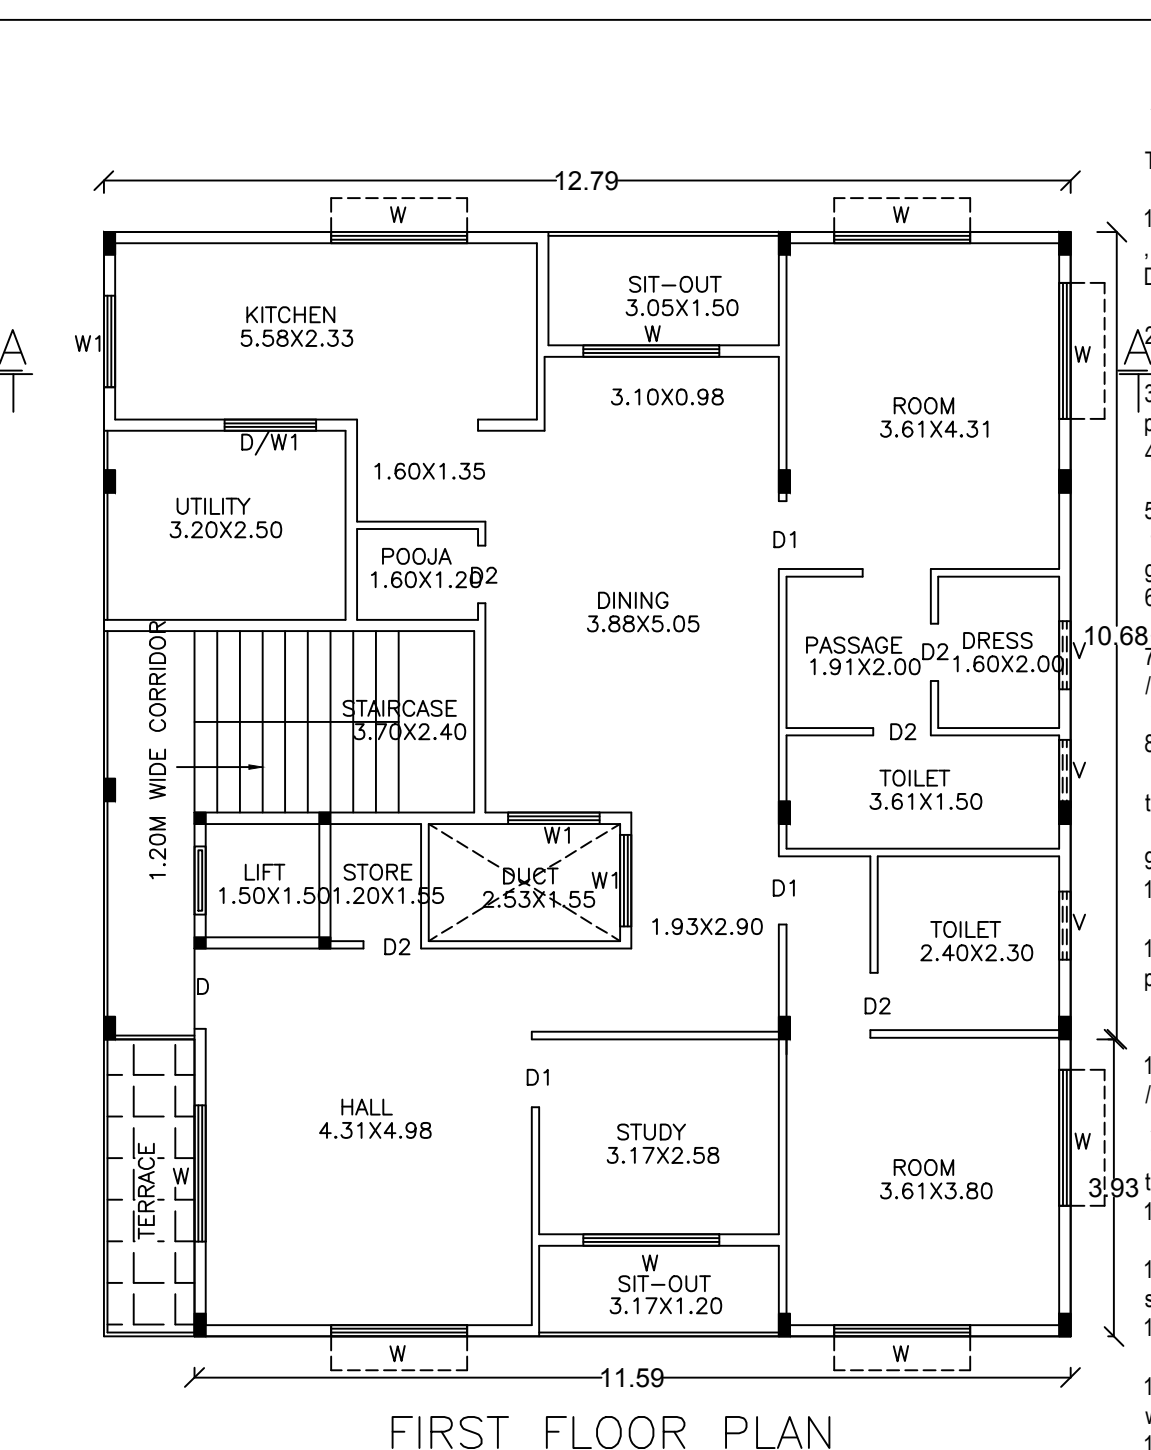 12.79
W
W
SIT-OUT
3.05X1.50
W
KITCHEN
5.58X2.33
A
W1
W
A
3.10X0.98
ROOM
3.61X4.31
D/W1
1.60X1.35
UTILITY
3.20X2.50
D1
POOJA
1.60X1.20
D2
DINING
3.88X5.05
PASSAGE
1.91X2.00
D2
DRESS
1.60X2.00
V
10.68
1.20M WIDE CORRIDOR
STAIRCASE
3.70X2.40
D2
TOILET
3.61X1.50
V
W1
LIFT
1.50X1.50
STORE
1.20X1.55
DUCT
2.53X1.55
W1
D1
1.93X2.90
TOILET
2.40X2.30
V
D2
D
D2
D1
HALL
4.31X4.98
STUDY
3.17X2.58
W
TERRACE
W
ROOM
3.61X3.80
3.93
W
SIT-OUT
3.17X1.20
W
W
11.59
FIRST FLOOR PLAN